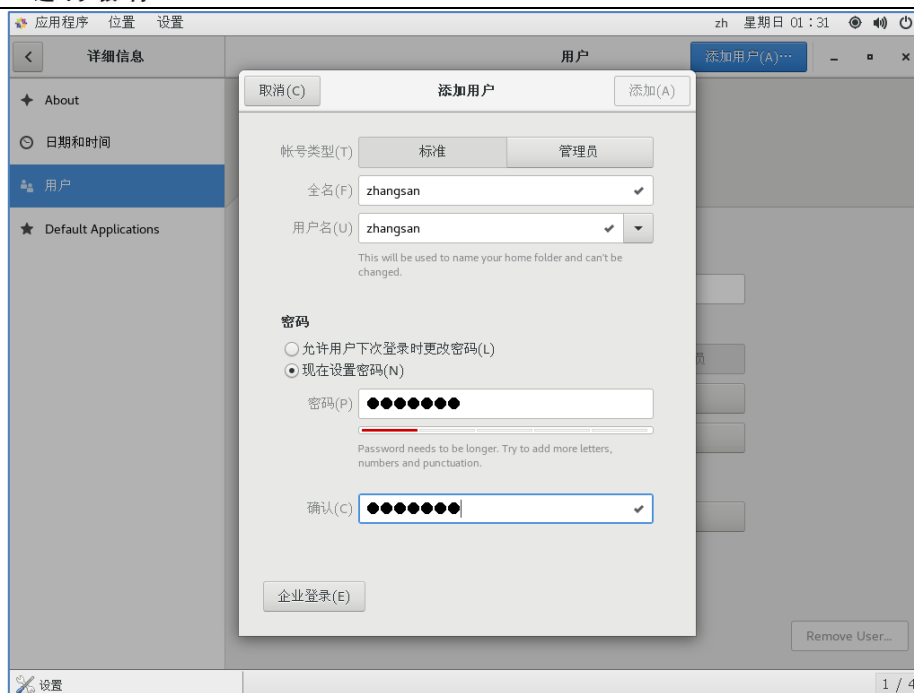 应用程序 位置 设置 zh 星期日 01:31
详细信息 用户 添加用户(A)…
取消(C) 添加用户 添加(A)
About
日期和时间
用户
Default Applications
帐号类型(T) 标准 管理员
全名(F) zhangsan
用户名(U) zhangsan
This will be used to name your home folder and can't be
changed.
密码
允许用户下次登录时更改密码(L)
现在设置密码(N)
密码(P) ●●●●●●●
Password needs to be longer. Try to add more letters,
numbers and punctuation.
确认(C) ●●●●●●●
企业登录(E)
Remove User...
设置 1 / 4